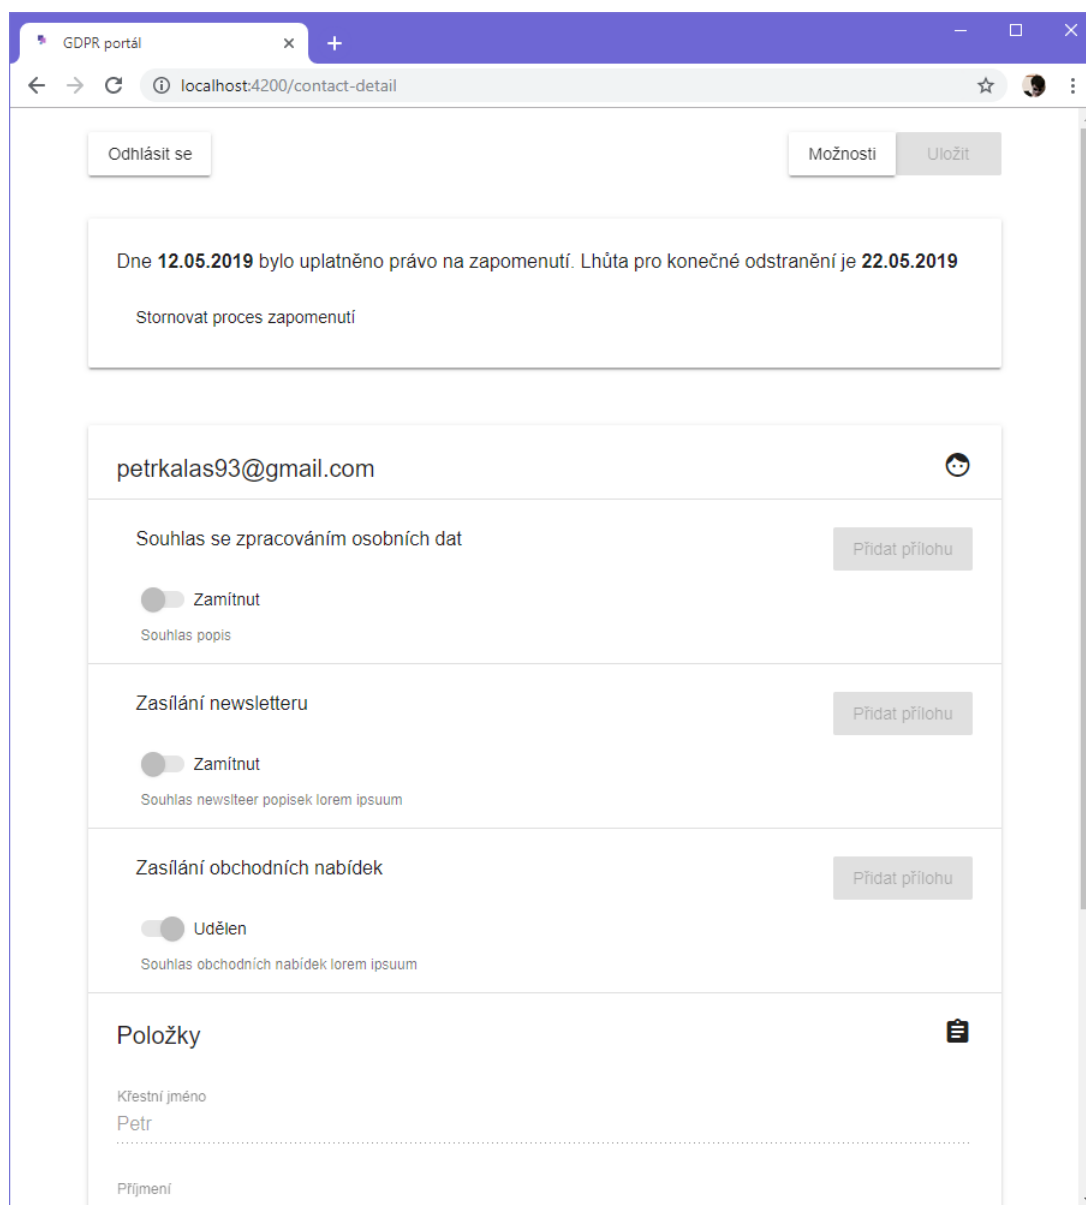 GDPR portál
localhost:4200/contact-detail
Odhlásit se
Možnosti
Uložit
Dne 12.05.2019 bylo uplatněno právo na zapomenutí. Lhůta pro konečné odstranění je 22.05.2019
Stornovat proces zapomenutí
petrkalas93@gmail.com
Souhlas se zpracováním osobních dat
Přidat přílohu
Zamítnut
Souhlas popis
Zasílání newsletteru
Přidat přílohu
Zamítnut
Souhlas newslteer popisek lorem ipsuum
Zasílání obchodních nabídek
Přidat přílohu
Udělen
Souhlas obchodních nabídek lorem ipsuum
Položky
Křestní jméno
Petr
Příjmení